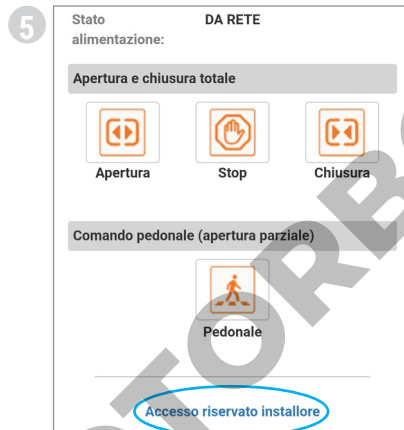 5
Stato DA RETE
alimentazione:
Apertura e chiusura totale
Apertura Stop Chiusura
Comando pedonale (apertura parziale)
Pedonale
Accesso riservato installore